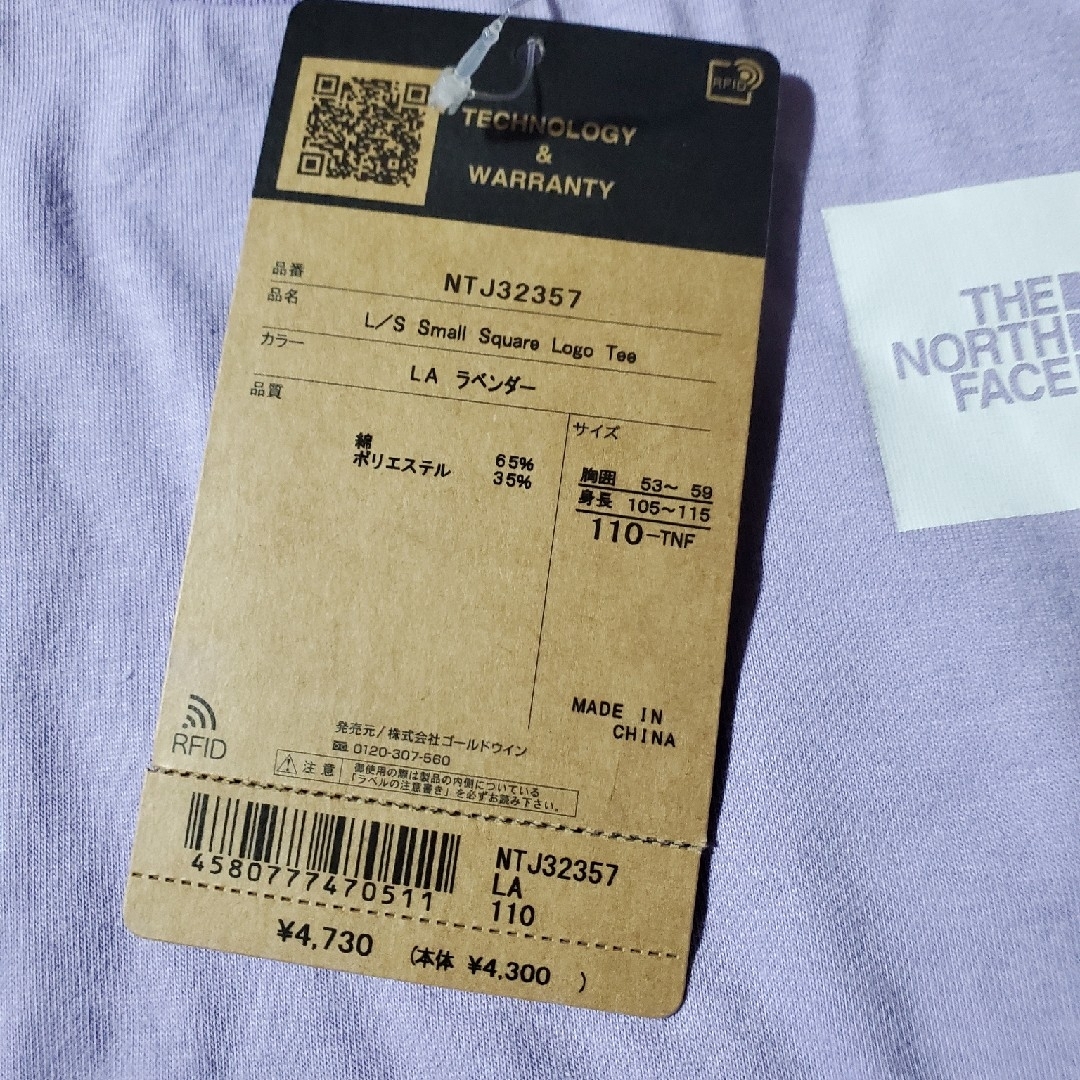 RFID
TECHNOLOGY
&
WARRANTY
品番 NTJ32357
品名 L/S Small Square Logo Tee
カラー LA ラベンダー
品質
綿 65%
ポリエステル 35%
サイズ
胸囲 53〜 59
身長 105〜115
110-TNF
MADE IN
CHINA
RFID
発売元/株式会社ゴールドウイン
0120-307-560
注意
御使用の際は製品の内側についている
「ラベルの注意書き」を必ずお読み下さい。
4580777470511
NTJ32357
LA
110
¥4,730 (本体 ¥4,300 )
THE
NORTH
FACE